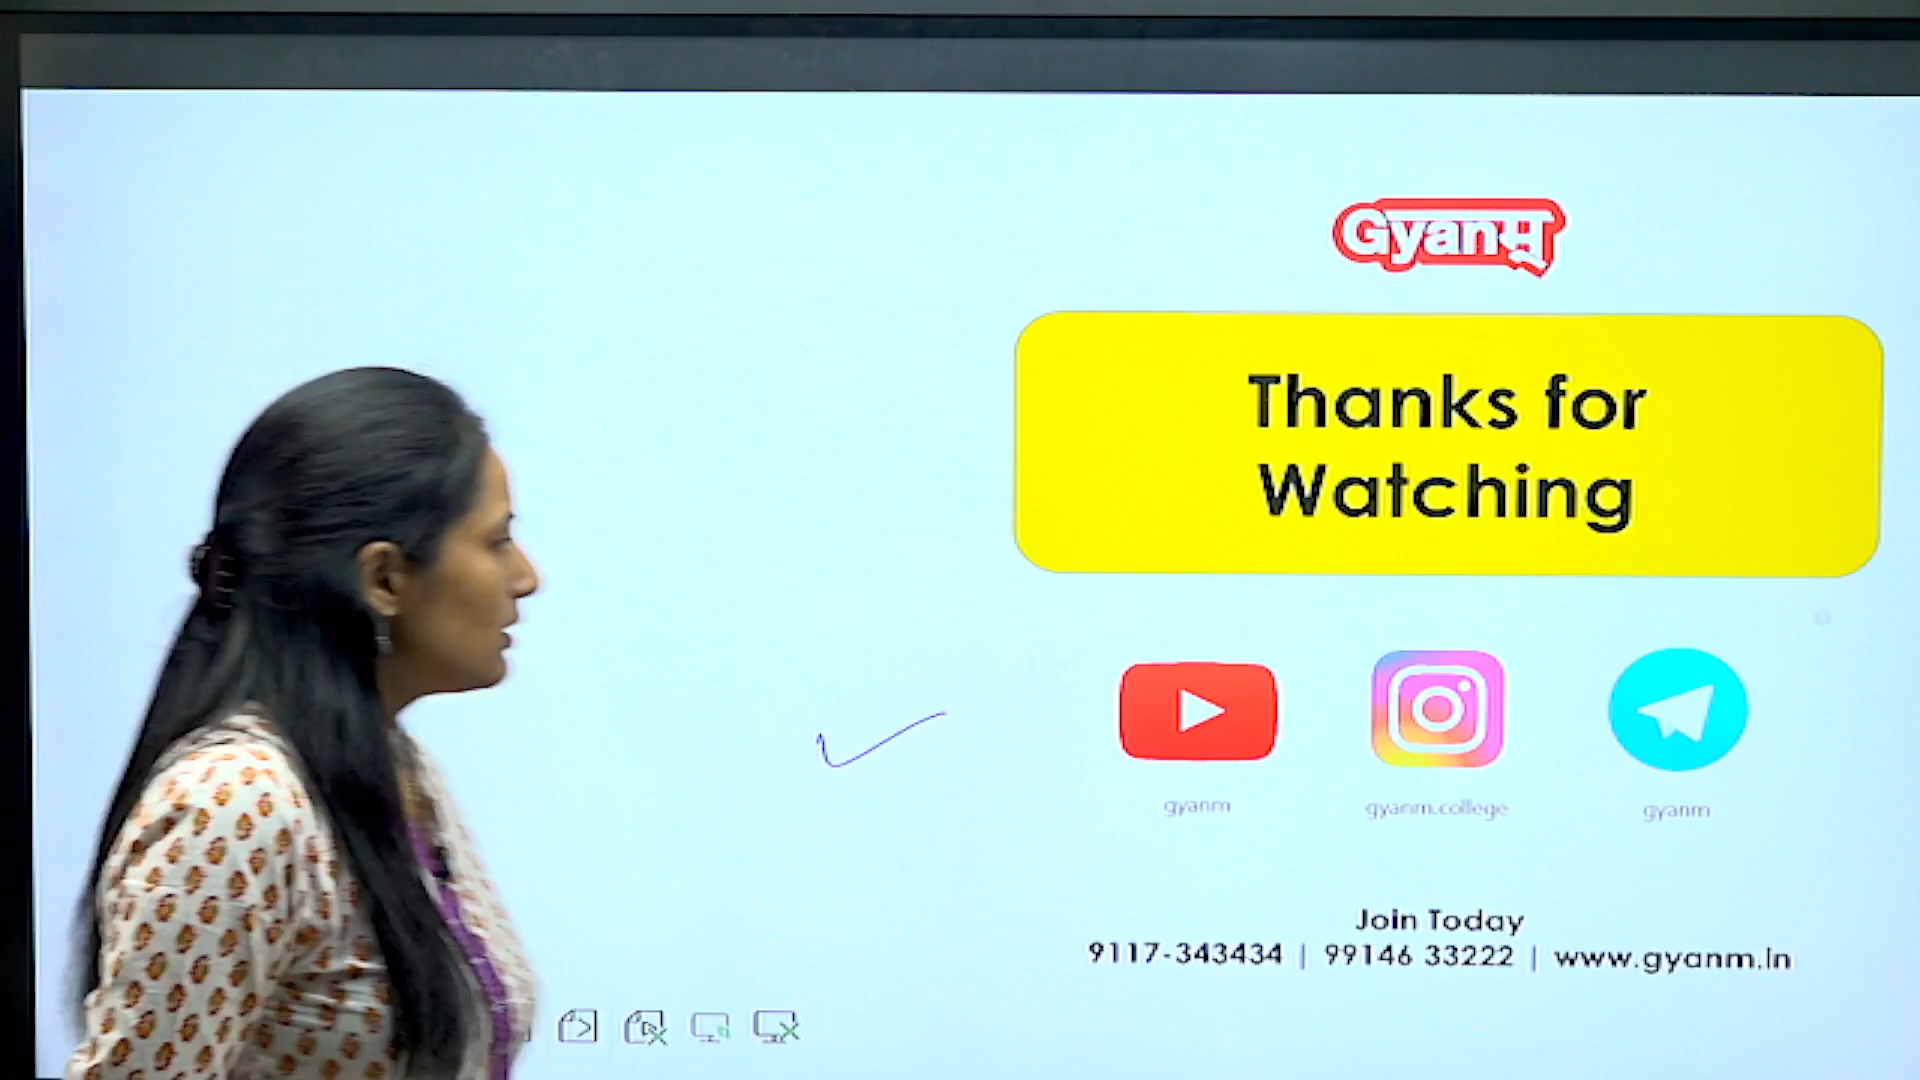 Gyanम्
Thanks for
Watching
gyanm
gyanm.college
gyanm
Join Today
9117-343434 | 99146 33222 | www.gyanm.in